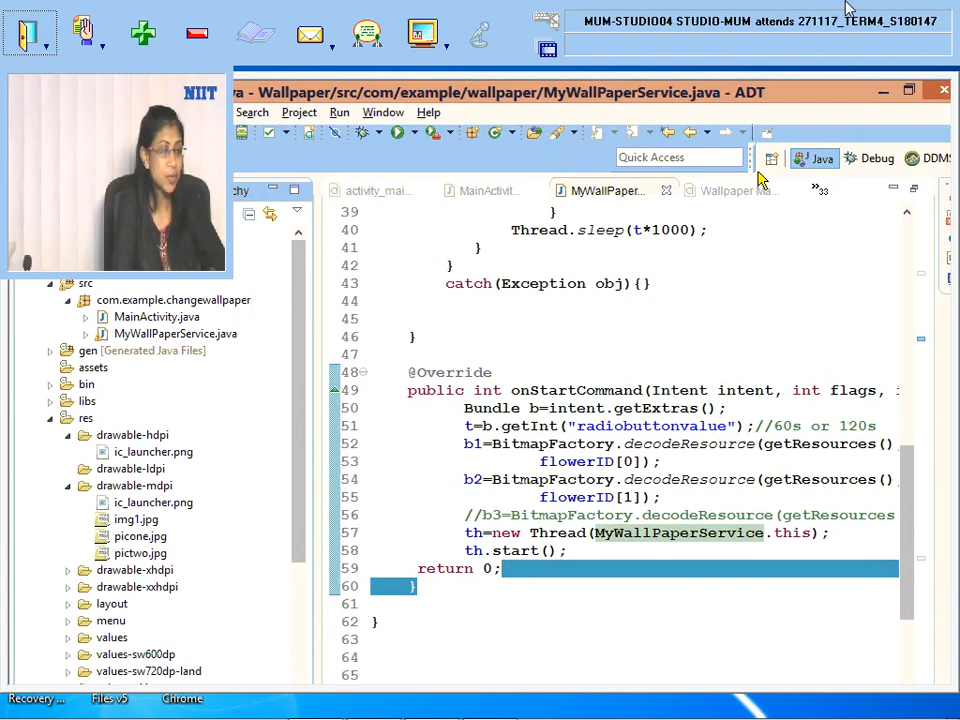 MUM-STUDIO04 STUDIO-MUM attends 271117_TERM4_S180147
NIIT
va - Wallpaper/src/com/example/wallpaper/MyWallPaperService.java - ADT
Search Project Run Window Help
Quick Access
Java Debug DDMS
chy
activity_mai...
MainActivit...
MyWallPaper...
Wallpaper Ma...
»33
src
com.example.changewallpaper
MainActivity.java
MyWallPaperService.java
gen [Generated Java Files]
assets
bin
libs
res
drawable-hdpi
ic_launcher.png
drawable-ldpi
drawable-mdpi
ic_launcher.png
img1.jpg
picone.jpg
pictwo.jpg
drawable-xhdpi
drawable-xxhdpi
layout
menu
values
values-sw600dp
values-sw720dp-land
39 }
40 Thread.sleep(t*1000);
41 }
42 }
43 catch(Exception obj){}
44
45
46 }
47
48 @Override
49 public int onStartCommand(Intent intent, int flags, i
50 Bundle b=intent.getExtras();
51 t=b.getInt("radiobuttonvalue");//60s or 120s
52 b1=BitmapFactory.decodeResource(getResources(),
53 flowerID[0]);
54 b2=BitmapFactory.decodeResource(getResources(),
55 flowerID[1]);
56 //b3=BitmapFactory.decodeResource(getResources
57 th=new Thread(MyWallPaperService.this);
58 th.start();
59 return 0;
60 }
61
62 }
63
64
65
Recovery ... Files v5 Chrome